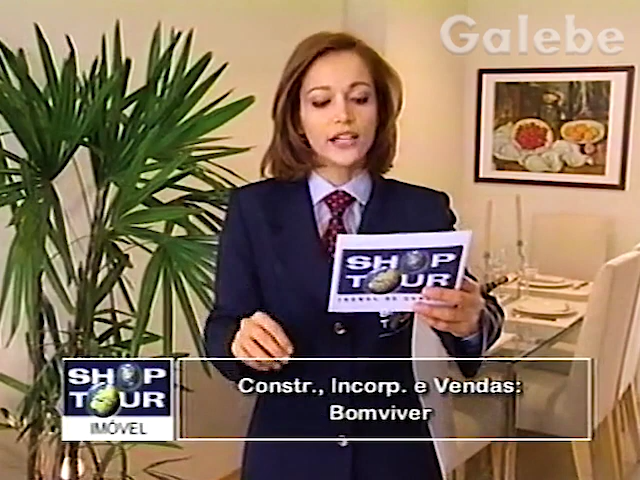 Galebe
SHOP
TOUR
SHOP
TOUR
IMÓVEL
Constr., Incorp. e Vendas:
Bomviver